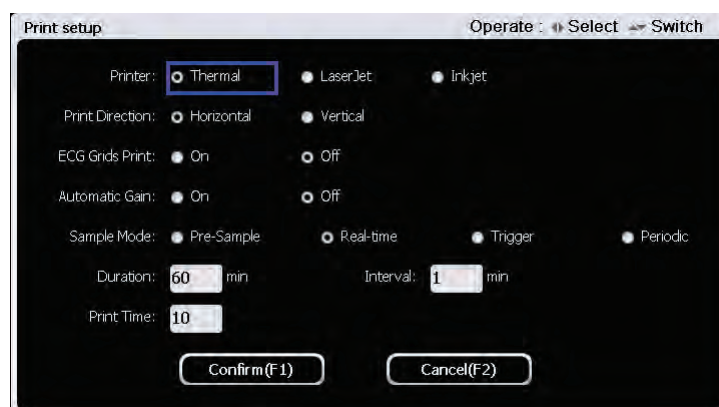 Print setup Operate : Select Switch
Printer: Thermal LaserJet Inkjet
Print Direction: Horizontal Vertical
ECG Grids Print: On Off
Automatic Gain: On Off
Sample Mode: Pre-Sample Real-time Trigger Periodic
Duration: 60 min Interval: 1 min
Print Time: 10
Confirm(F1) Cancel(F2)